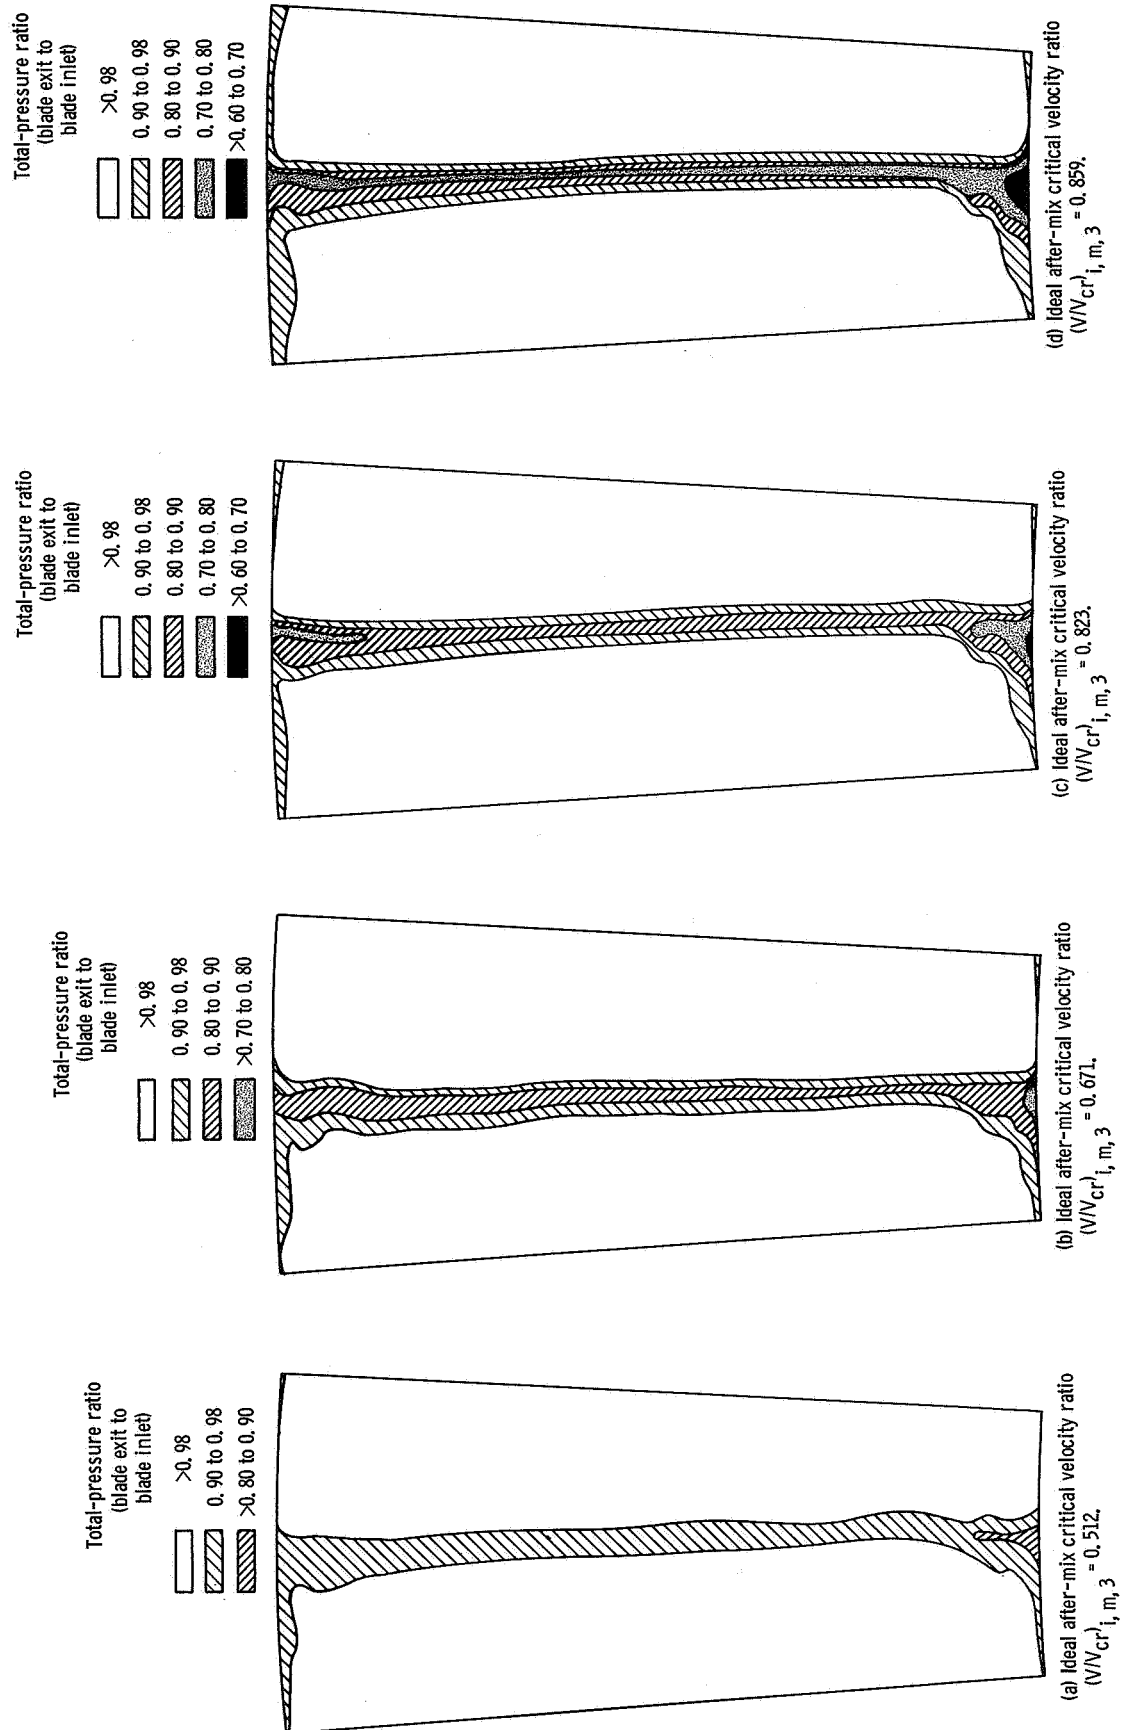 Total-pressure ratio
(blade exit to
blade inlet)
>0.98
0.90 to 0.98
>0.80 to 0.90
(a) Ideal after-mix critical velocity ratio
(V/Vcr)i, m, 3 = 0.512.
Total-pressure ratio
(blade exit to
blade inlet)
>0.98
0.90 to 0.98
0.80 to 0.90
>0.70 to 0.80
(b) Ideal after-mix critical velocity ratio
(V/Vcr)i, m, 3 = 0.671.
Total-pressure ratio
(blade exit to
blade inlet)
>0.98
0.90 to 0.98
0.80 to 0.90
0.70 to 0.80
>0.60 to 0.70
(c) Ideal after-mix critical velocity ratio
(V/Vcr)i, m, 3 = 0.823.
Total-pressure ratio
(blade exit to
blade inlet)
>0.98
0.90 to 0.98
0.80 to 0.90
0.70 to 0.80
>0.60 to 0.70
(d) Ideal after-mix critical velocity ratio
(V/Vcr)i, m, 3 = 0.859.